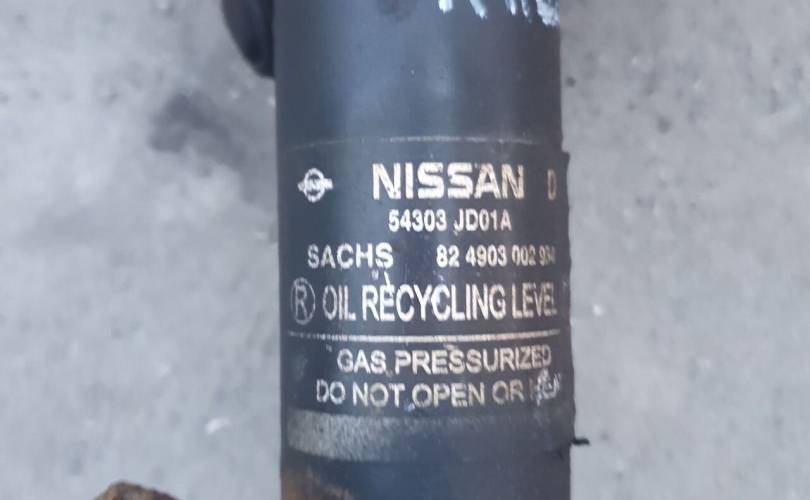 NISSAN D
54303 JD01A
SACHS 82 4903 002 934
R OIL RECYCLING LEVEL
GAS PRESSURIZED
DO NOT OPEN OR